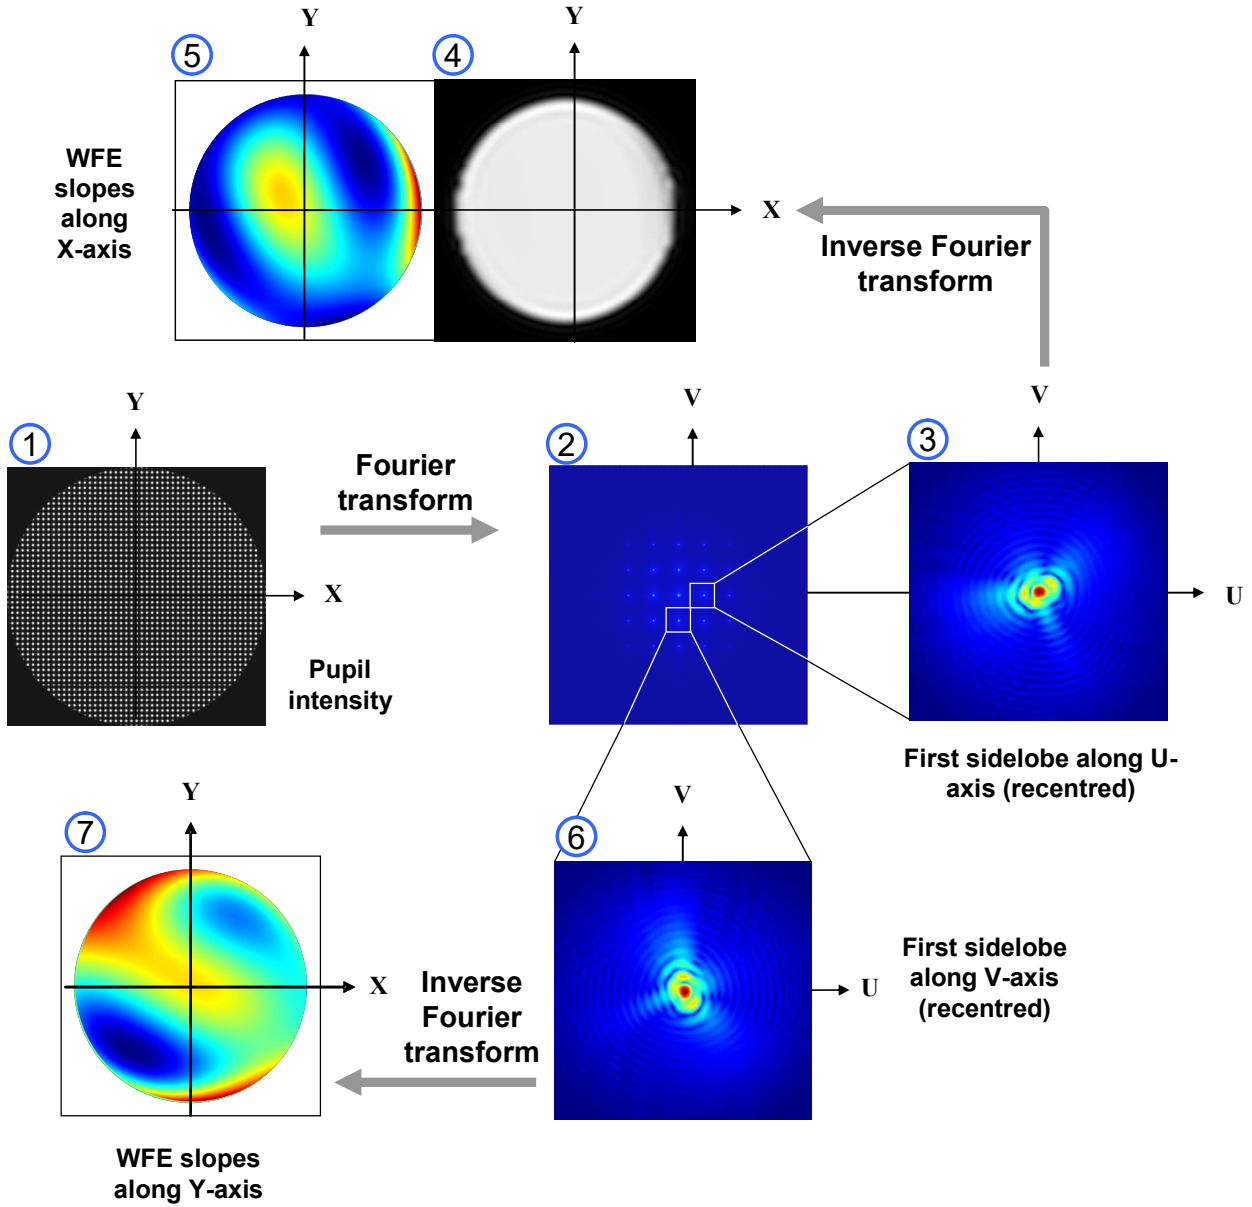 Y
Y
5
4
WFE
slopes
along
X-axis
X
Inverse Fourier
transform
Y
V
V
1
Fourier
transform
2
3
X
U
Pupil
intensity
First sidelobe along U-
axis (recentred)
Y
V
7
6
X
Inverse
Fourier
transform
U
First sidelobe
along V-axis
(recentred)
WFE slopes
along Y-axis